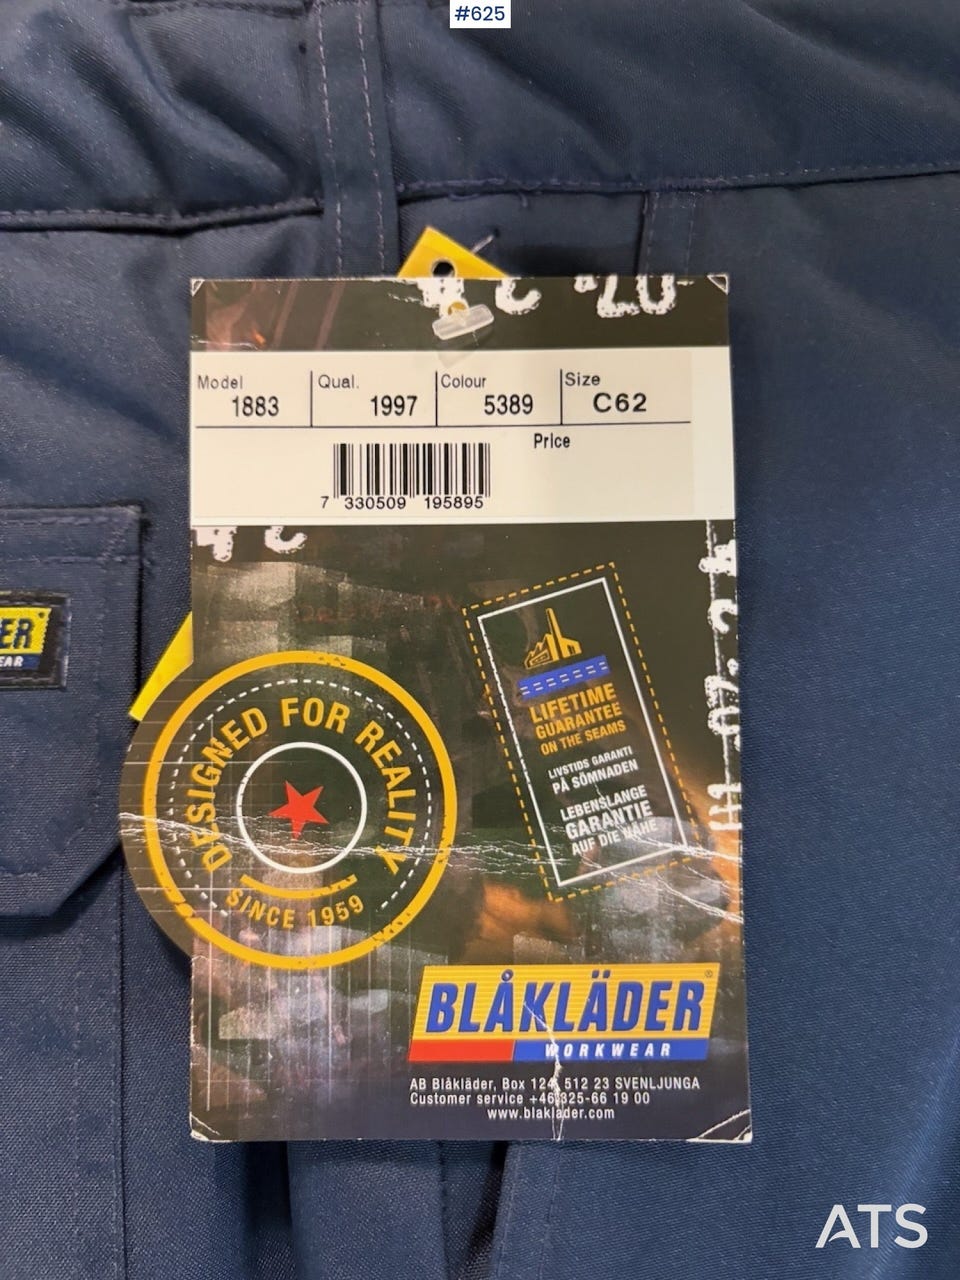 #625
Model Qual. Colour Size
1883 1997 5389 C62
Price
7 330509 195895
DESIGNED FOR REALITY
SINCE 1959
LIFETIME
GUARANTEE
ON THE SEAMS
LIVSTIDS GARANTI
PÅ SÖMNADEN
LEBENSLANGE
GARANTIE
AUF DIE NÄHE
BLÅKLÄDER®
WORKWEAR
AB Blåkläder, Box 124, 512 23 SVENLJUNGA
Customer service +46 325-66 19 00
www.blaklader.com
DER
EAR
ATS